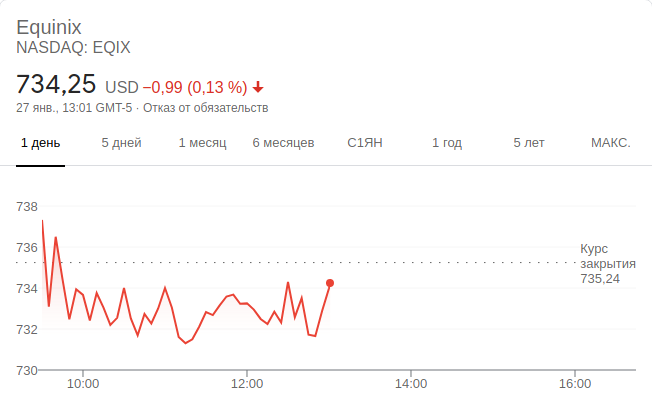 Equinix
NASDAQ: EQIX
734,25 USD −0,99 (0,13 %)
27 янв., 13:01 GMT-5 · Отказ от обязательств
1 день 5 дней 1 месяц 6 месяцев С1ЯН 1 год 5 лет МАКС.
738
736
734
732
730
Курс
закрытия
735,24
10:00 12:00 14:00 16:00